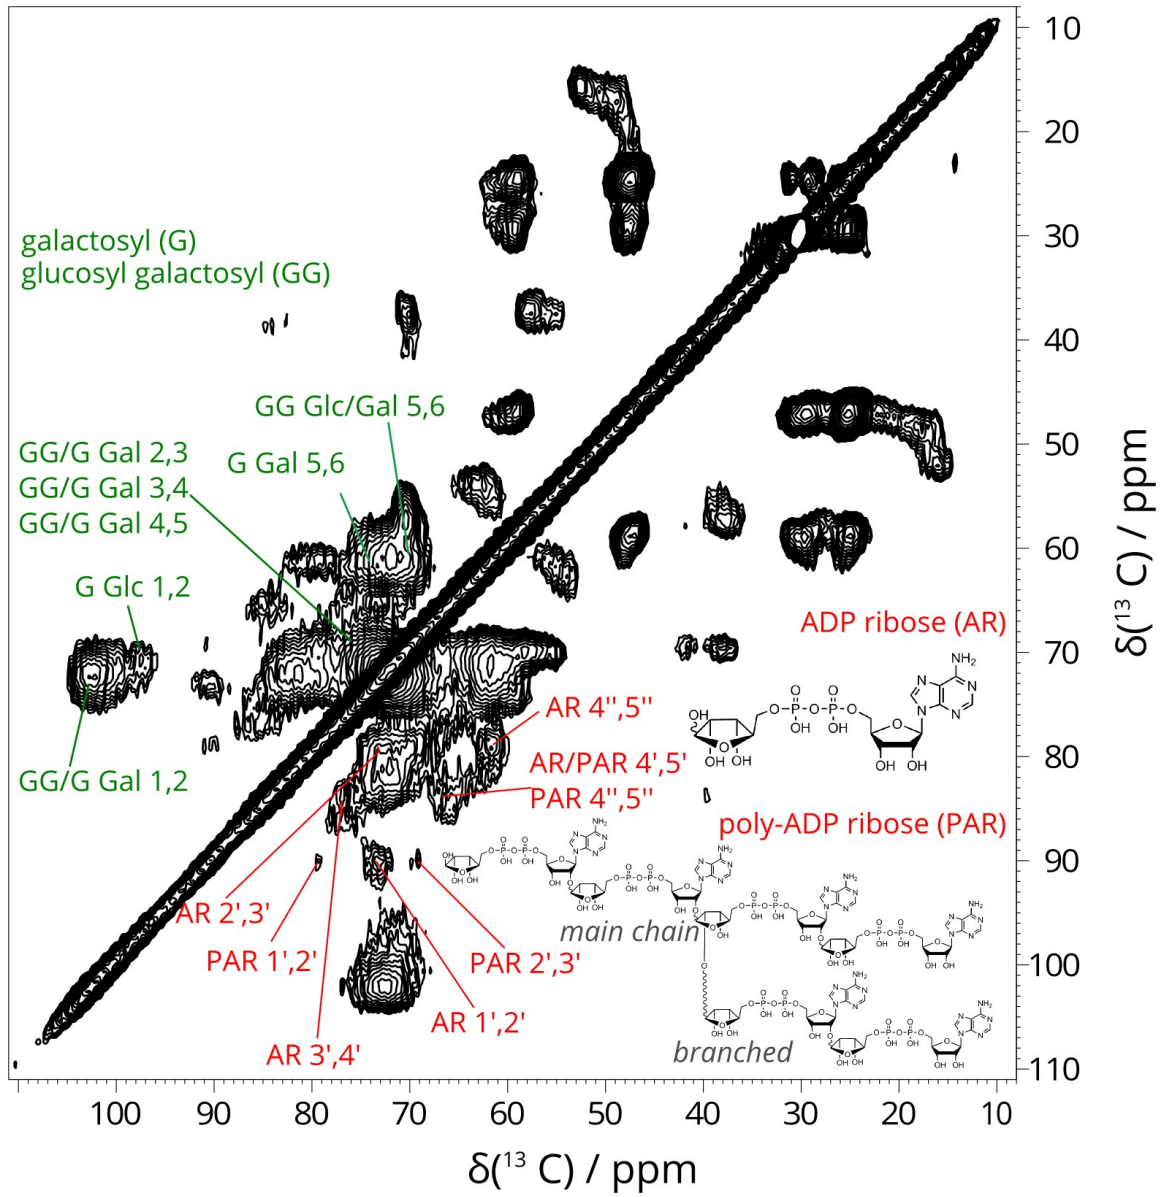 galactosyl (G)
glucosyl galactosyl (GG)
GG Glc/Gal 5,6
GG/G Gal 2,3
G Gal 5,6
GG/G Gal 3,4
GG/G Gal 4,5
G Glc 1,2
GG/G Gal 1,2
ADP ribose (AR)
AR 4'',5''
AR/PAR 4',5'
PAR 4'',5''
poly-ADP ribose (PAR)
AR 2',3'
main chain
PAR 1',2'
PAR 2',3'
AR 1',2'
AR 3',4'
branched
10
20
30
40
50
60
70
80
90
100
110
δ(¹³ C) / ppm
100 90 80 70 60 50 40 30 20 10
δ(¹³ C) / ppm